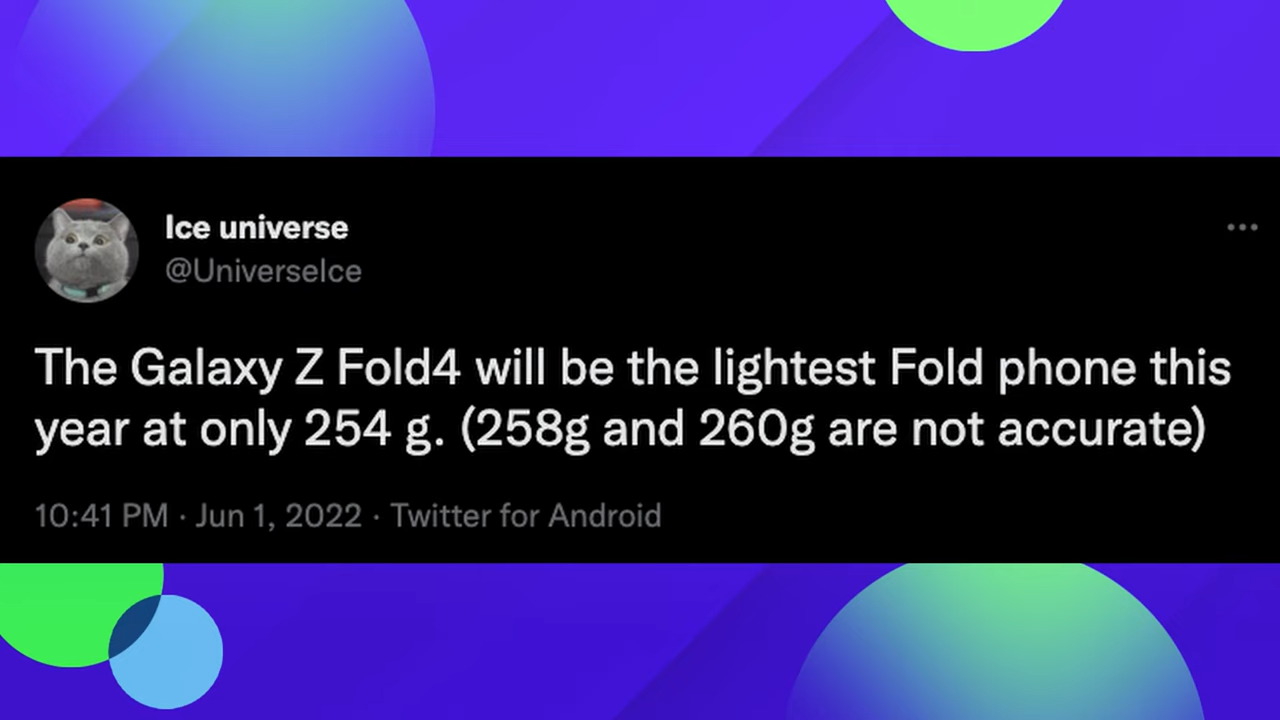 Ice universe
@UniverseIce
The Galaxy Z Fold4 will be the lightest Fold phone this
year at only 254 g. (258g and 260g are not accurate)
10:41 PM · Jun 1, 2022 · Twitter for Android